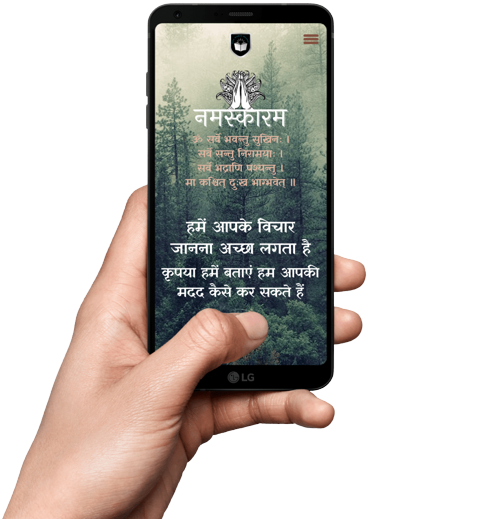 नमस्कारम
ॐ सर्वे भवन्तु सुखिनः ।
सर्वे सन्तु निरामयाः ।
सर्वे भद्राणि पश्यन्तु ।
मा कश्चित् दुःख भाग्भवेत् ॥
हमें आपके विचार
जानना अच्छा लगता है
कृपया हमें बताएं हम आपकी
मदद कैसे कर सकते हैं
LG